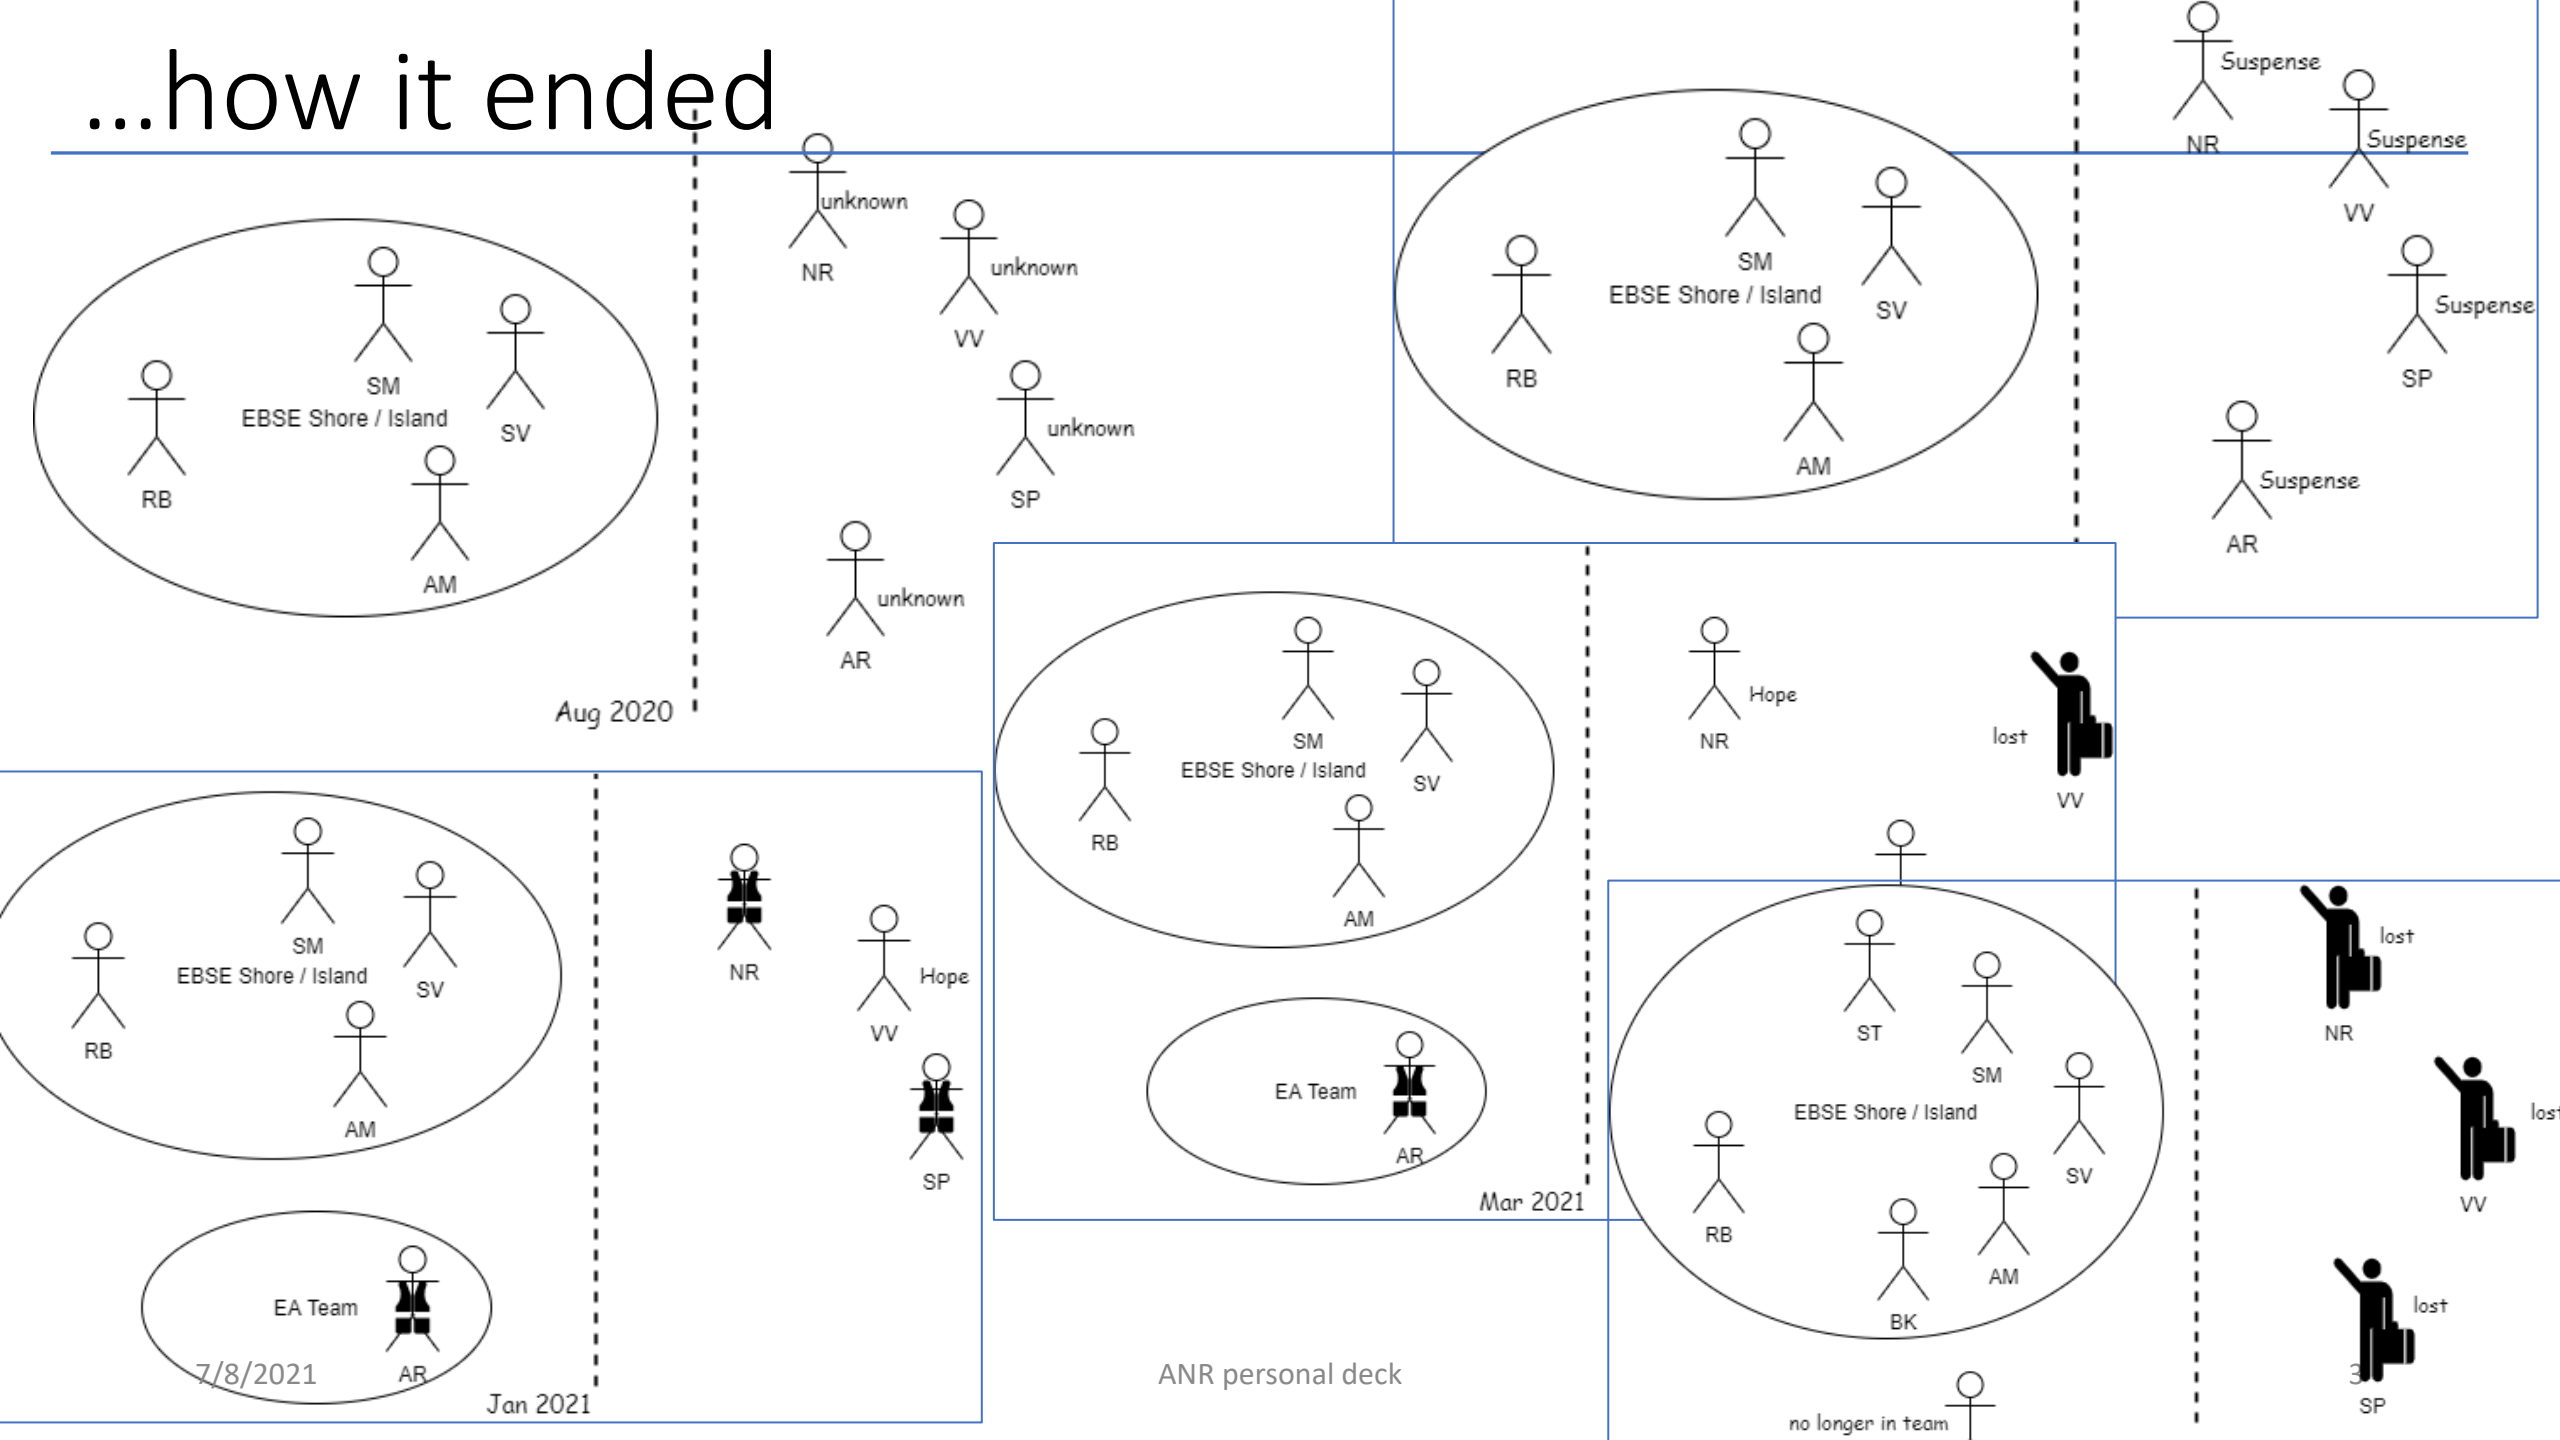 ...how it ended
unknown
NR
unknown
VV
SM
EBSE Shore / Island
SV
RB
unknown
SP
AM
unknown
AR
Aug 2020
Suspense
NR
Suspense
VV
SM
EBSE Shore / Island
SV
RB
Suspense
SP
AM
Suspense
AR
SM
EBSE Shore / Island
SV
RB
AM
NR
Hope
VV
SP
EA Team
AR
Jan 2021
SM
EBSE Shore / Island
SV
RB
AM
Hope
NR
lost
VV
EA Team
AR
Mar 2021
ST
SM
EBSE Shore / Island
SV
RB
AM
BK
lost
NR
lost
VV
lost
SP
no longer in team
7/8/2021
ANR personal deck
3